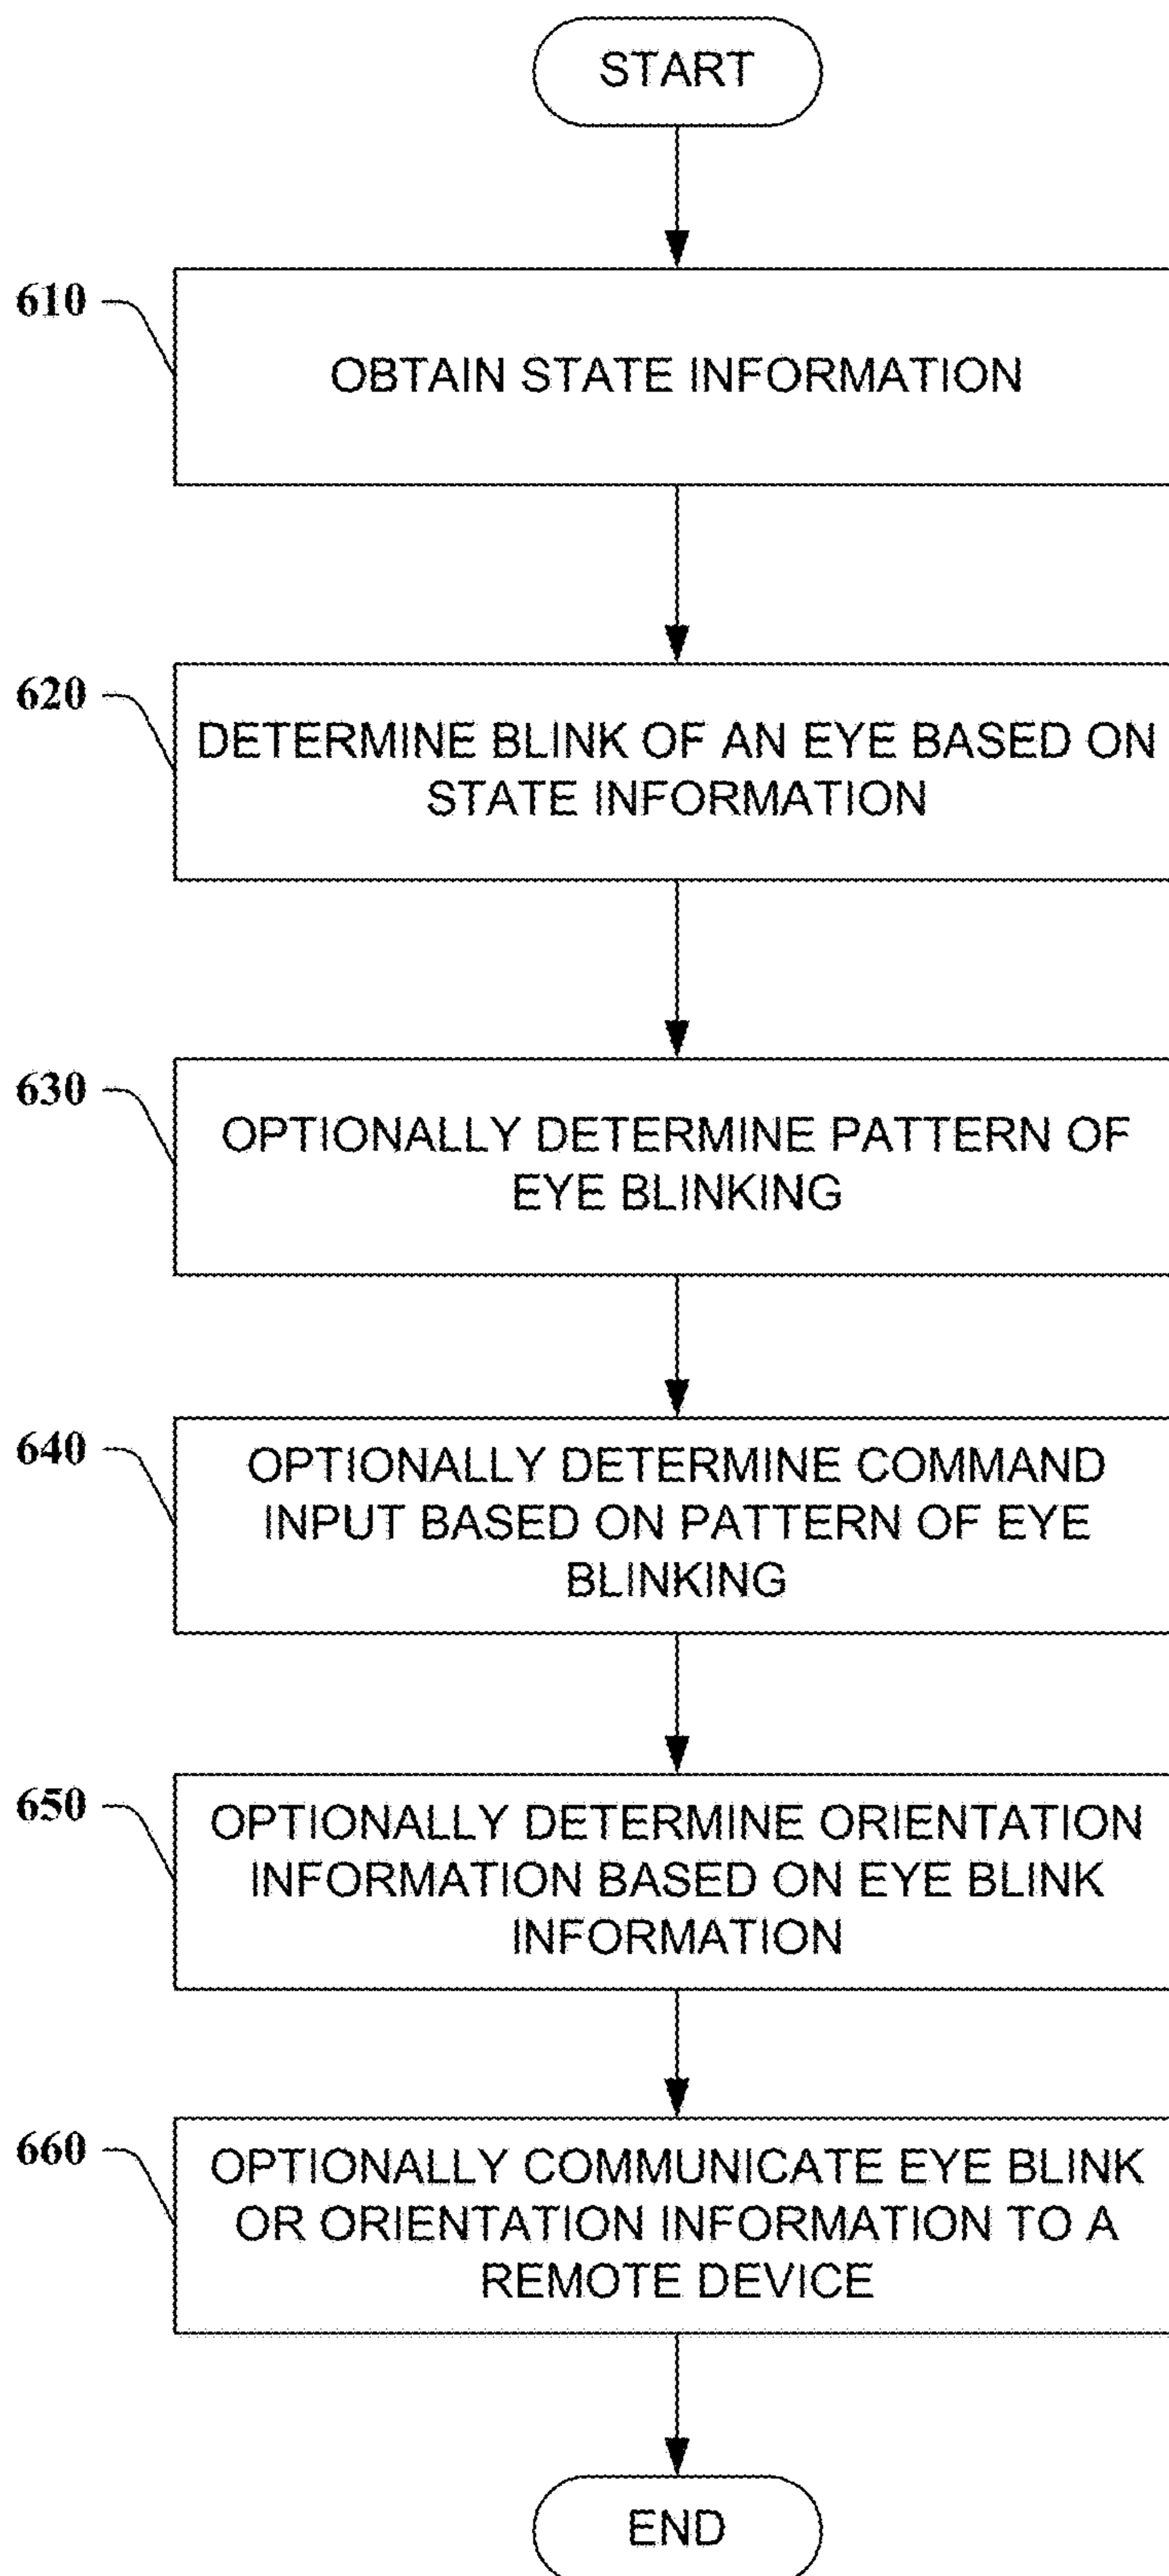 START
610
OBTAIN STATE INFORMATION
620
DETERMINE BLINK OF AN EYE BASED ON
STATE INFORMATION
630
OPTIONALLY DETERMINE PATTERN OF
EYE BLINKING
640
OPTIONALLY DETERMINE COMMAND
INPUT BASED ON PATTERN OF EYE
BLINKING
650
OPTIONALLY DETERMINE ORIENTATION
INFORMATION BASED ON EYE BLINK
INFORMATION
660
OPTIONALLY COMMUNICATE EYE BLINK
OR ORIENTATION INFORMATION TO A
REMOTE DEVICE
END